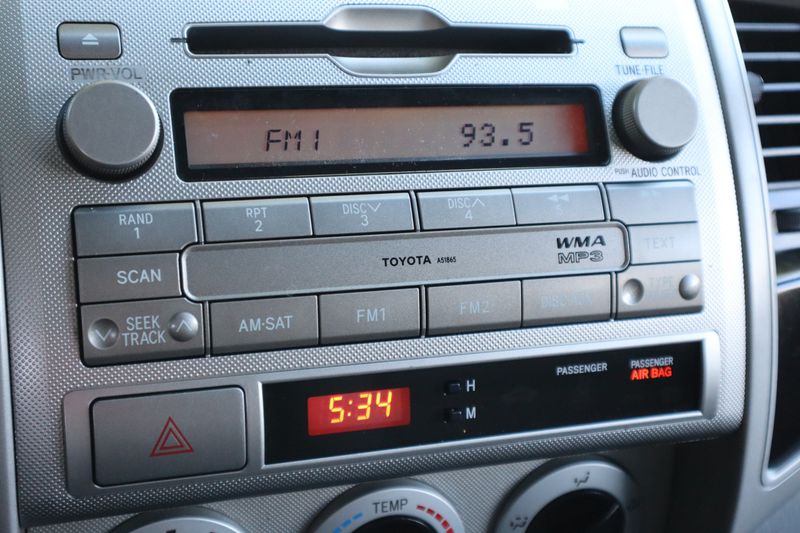 PWR·VOL
TUNE·FILE
FM1 93.5
PUSH AUDIO CONTROL
RAND 1
RPT 2
DISC 3
DISC 4
SCAN
TOYOTA A51865
WMA
MP3
TEXT
SEEK
TRACK
AM·SAT
FM1
FM2
TYPE
5:34
H
M
PASSENGER
PASSENGER
AIR BAG
TEMP